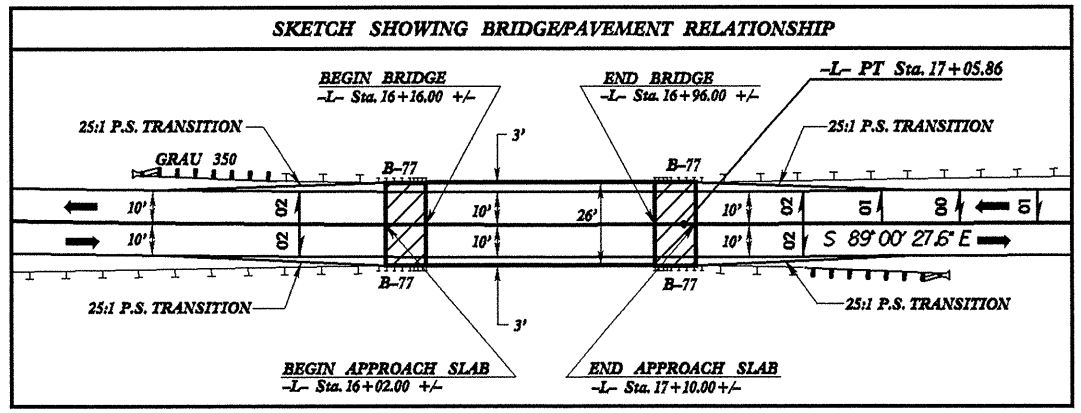 SKETCH SHOWING BRIDGE/PAVEMENT RELATIONSHIP
BEGIN BRIDGE
-L- Sta. 16+16.00 +/-
END BRIDGE
-L- Sta. 16+96.00 +/-
-L- PT Sta. 17+05.86
25:1 P.S. TRANSITION
3'
25:1 P.S. TRANSITION
GRAU 350
B-77
B-77
10'
02
10'
26'
10'
02
01
00
01
10'
02
10'
10'
02
S 89° 00' 27.6" E
B-77
B-77
25:1 P.S. TRANSITION
25:1 P.S. TRANSITION
3'
BEGIN APPROACH SLAB
-L- Sta. 16+02.00 +/-
END APPROACH SLAB
-L- Sta. 17+10.00+/-